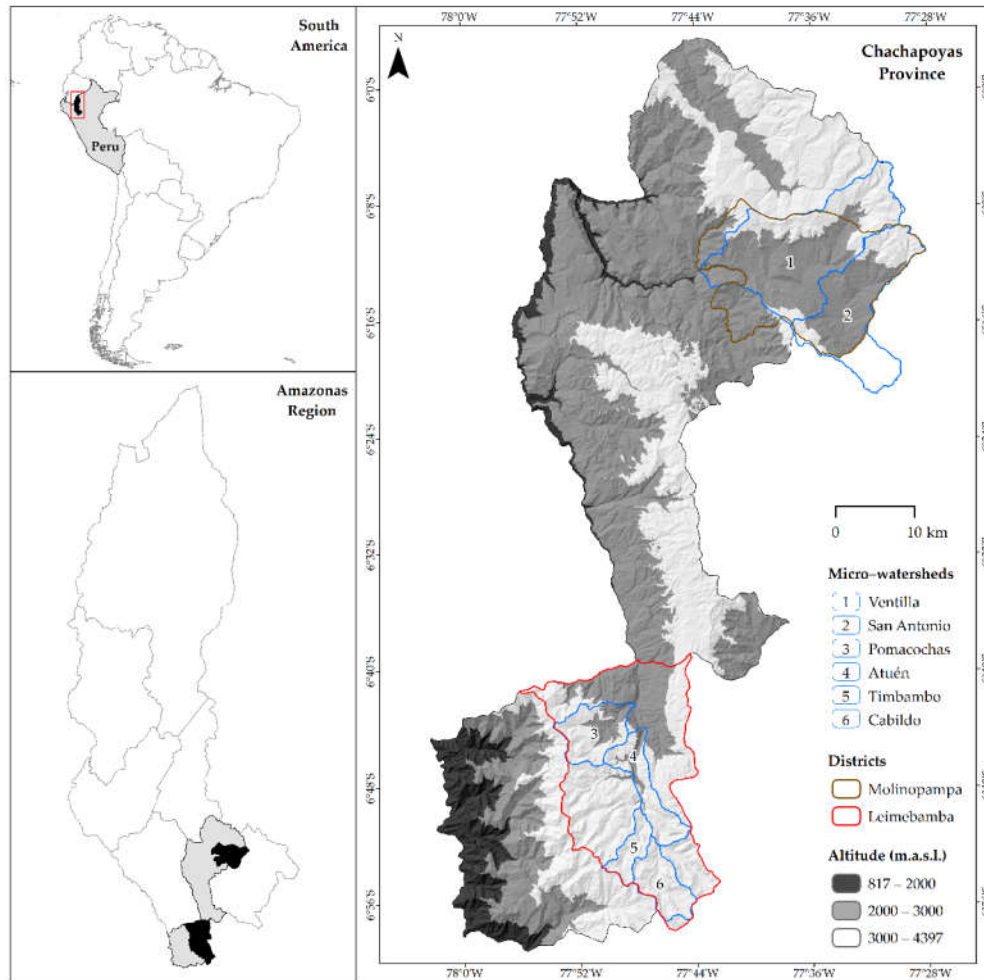 South
America
Peru
Amazonas
Region
78°0'W
77°52'W
77°44'W
77°36'W
77°28'W
N
Chachapoyas
Province
6°0'S
6°8'S
6°16'S
6°24'S
6°32'S
6°40'S
6°48'S
6°56'S
1
2
3
4
5
6
0 10 km
Micro–watersheds
1 Ventilla
2 San Antonio
3 Pomacochas
4 Atuén
5 Timbambo
6 Cabildo
Districts
Molinopampa
Leimebamba
Altitude (m.a.s.l.)
817 – 2000
2000 – 3000
3000 – 4397
78°0'W
77°52'W
77°44'W
77°36'W
77°28'W